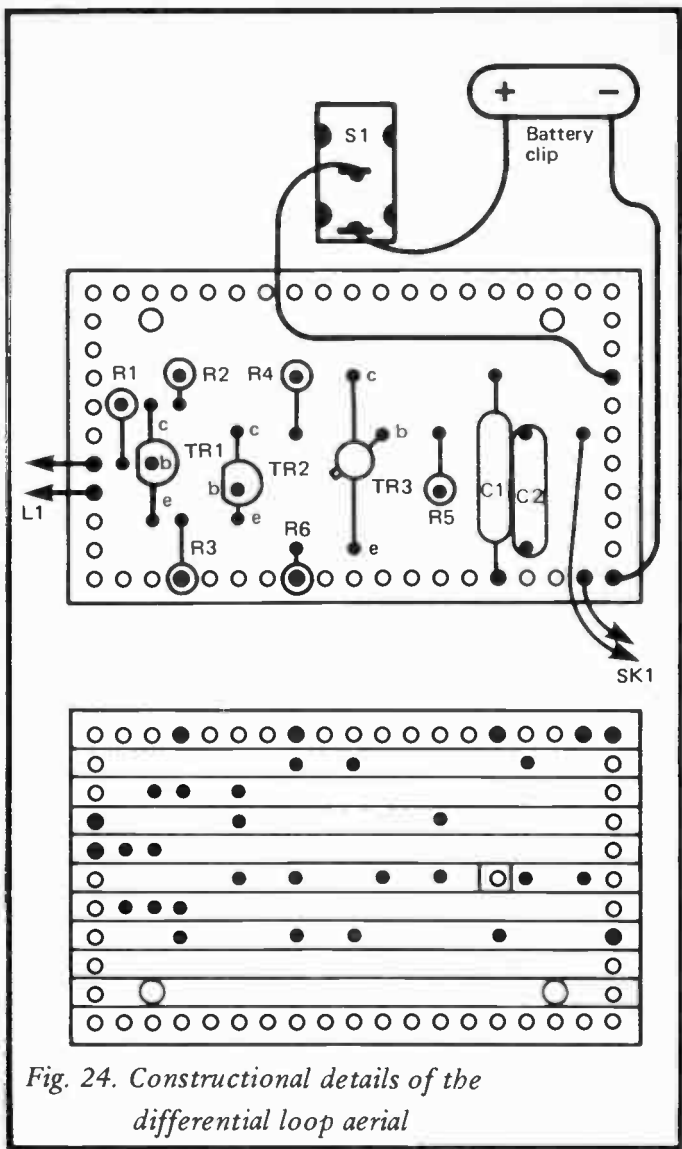 S1
+ −
Battery
clip
R1 R2 R4 c
c c b
b TR1 TR2 TR3
L1 e b e R5 C1 C2
R3 R6 e
SK1
Fig. 24. Constructional details of the
differential loop aerial